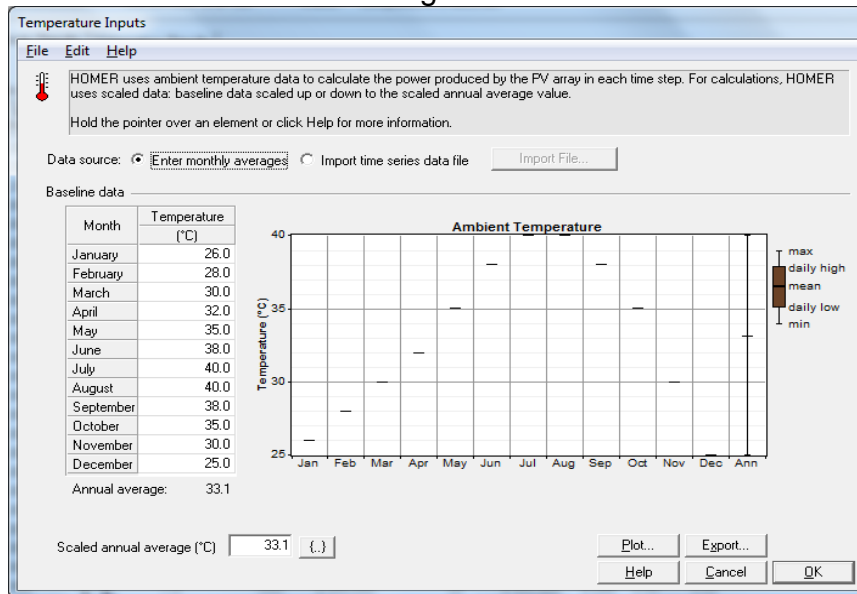 Temperature Inputs
File Edit Help
HOMER uses ambient temperature data to calculate the power produced by the PV array in each time step. For calculations, HOMER
uses scaled data: baseline data scaled up or down to the scaled annual average value.
Hold the pointer over an element or click Help for more information.
Data source: Enter monthly averages Import time series data file Import File...
Baseline data
Month Temperature
(°C)
January 26.0
February 28.0
March 30.0
April 32.0
May 35.0
June 38.0
July 40.0
August 40.0
September 38.0
October 35.0
November 30.0
December 25.0
Annual average: 33.1
Ambient Temperature
Temperature (°C)
40
35
30
25
Jan Feb Mar Apr May Jun Jul Aug Sep Oct Nov Dec Ann
max
daily high
mean
daily low
min
Scaled annual average (°C) 33.1 {..}
Plot... Export...
Help Cancel OK